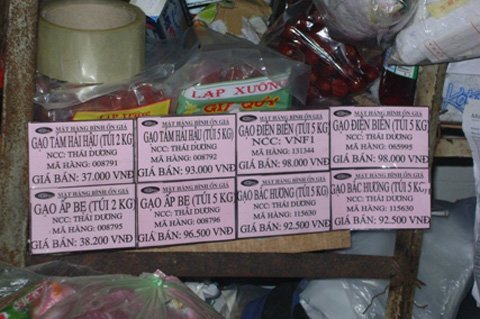 LẠP XƯỞNG
GIA QUÝ
MẶT HÀNG BÌNH ỔN GIÁ
GẠO TÁM HẢI HẬU (TÚI 2 KG)
NCC: THÁI DƯƠNG
MÃ HÀNG: 008791
GIÁ BÁN: 37.000 VNĐ
MẶT HÀNG BÌNH ỔN GIÁ
GẠO TÁM HẢI HẬU (TÚI 5 KG)
NCC: THÁI DƯƠNG
MÃ HÀNG: 008792
GIÁ BÁN: 93.000 VNĐ
MẶT HÀNG BÌNH ỔN GIÁ
GẠO ĐIỆN BIÊN (TÚI 5 KG)
NCC: VNF1
MÃ HÀNG: 131344
GIÁ BÁN: 98.000 VNĐ
MẶT HÀNG BÌNH ỔN GIÁ
GẠO ĐIỆN BIÊN (TÚI 5 KG)
NCC: THÁI DƯƠNG
MÃ HÀNG: 065995
GIÁ BÁN: 98.000 VNĐ
MẶT HÀNG BÌNH ỔN GIÁ
GẠO ẤP BẸ (TÚI 2 KG)
NCC: THÁI DƯƠNG
MÃ HÀNG: 008795
GIÁ BÁN: 38.200 VNĐ
MẶT HÀNG BÌNH ỔN GIÁ
GẠO ẤP BẸ (TÚI 5 KG)
NCC: THÁI DƯƠNG
MÃ HÀNG: 008796
GIÁ BÁN: 96.500 VNĐ
MẶT HÀNG BÌNH ỔN GIÁ
GẠO BẮC HƯƠNG (TÚI 5 KG)
NCC: THÁI DƯƠNG
MÃ HÀNG: 115630
GIÁ BÁN: 92.500 VNĐ
MẶT HÀNG BÌNH ỔN GIÁ
GẠO BẮC HƯƠNG (TÚI 5 KG)
NCC: THÁI DƯƠNG
MÃ HÀNG: 115630
GIÁ BÁN: 92.500 VNĐ